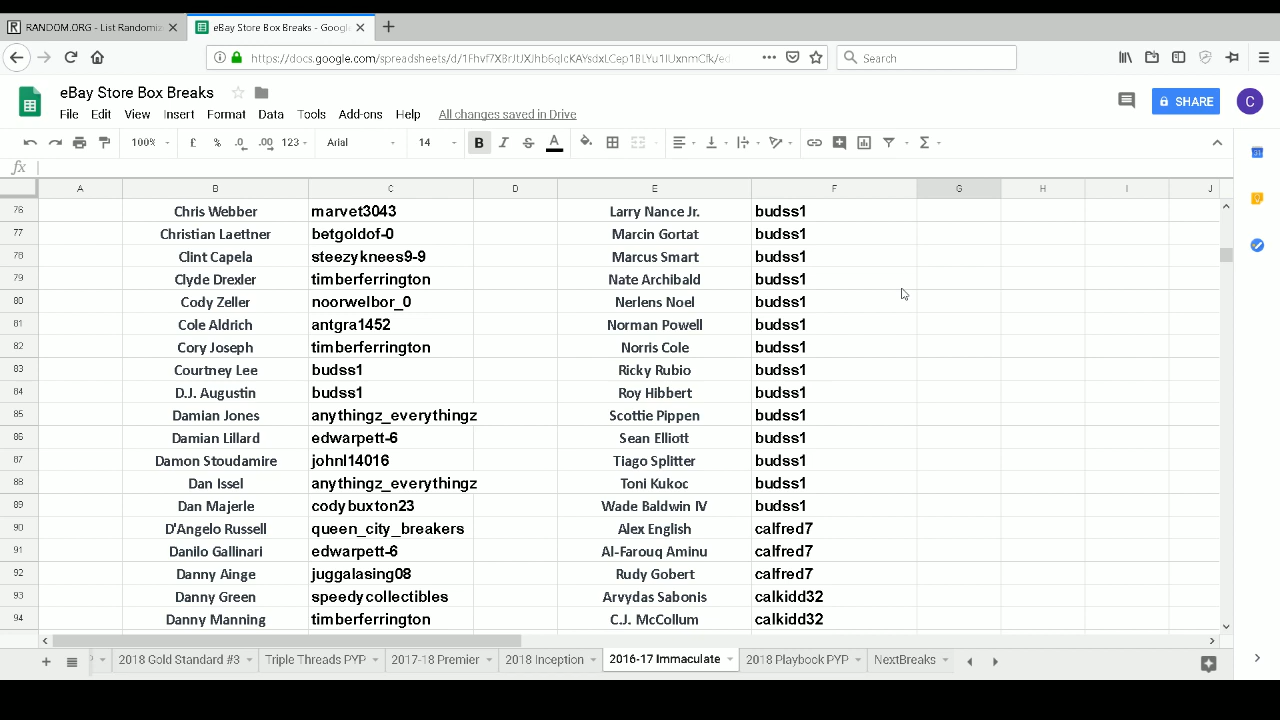 RANDOM.ORG - List Randomiz
eBay Store Box Breaks - Google
Search
eBay Store Box Breaks
File Edit View Insert Format Data Tools Add-ons Help All changes saved in Drive
SHARE C
100% £ % .0 .00 123 Arial 14 B I S A Σ
fx
A B C D E F G H I J
76 Chris Webber marvet3043 Larry Nance Jr. budss1
77 Christian Laettner betgoldof-0 Marcin Gortat budss1
78 Clint Capela steezyknees9-9 Marcus Smart budss1
79 Clyde Drexler timberferrington Nate Archibald budss1
80 Cody Zeller noorwelbor_0 Nerlens Noel budss1
81 Cole Aldrich antgra1452 Norman Powell budss1
82 Cory Joseph timberferrington Norris Cole budss1
83 Courtney Lee budss1 Ricky Rubio budss1
84 D.J. Augustin budss1 Roy Hibbert budss1
85 Damian Jones anythingz_everythingz Scottie Pippen budss1
86 Damian Lillard edwarpett-6 Sean Elliott budss1
87 Damon Stoudamire johnl14016 Tiago Splitter budss1
88 Dan Issel anythingz_everythingz Toni Kukoc budss1
89 Dan Majerle codybuxton23 Wade Baldwin IV budss1
90 D'Angelo Russell queen_city_breakers Alex English calfred7
91 Danilo Gallinari edwarpett-6 Al-Farouq Aminu calfred7
92 Danny Ainge juggalasing08 Rudy Gobert calfred7
93 Danny Green speedycollectibles Arvydas Sabonis calkidd32
94 Danny Manning timberferrington C.J. McCollum calkidd32
2018 Gold Standard #3 Triple Threads PYP 2017-18 Premier 2018 Inception 2016-17 Immaculate 2018 Playbook PYP NextBreaks